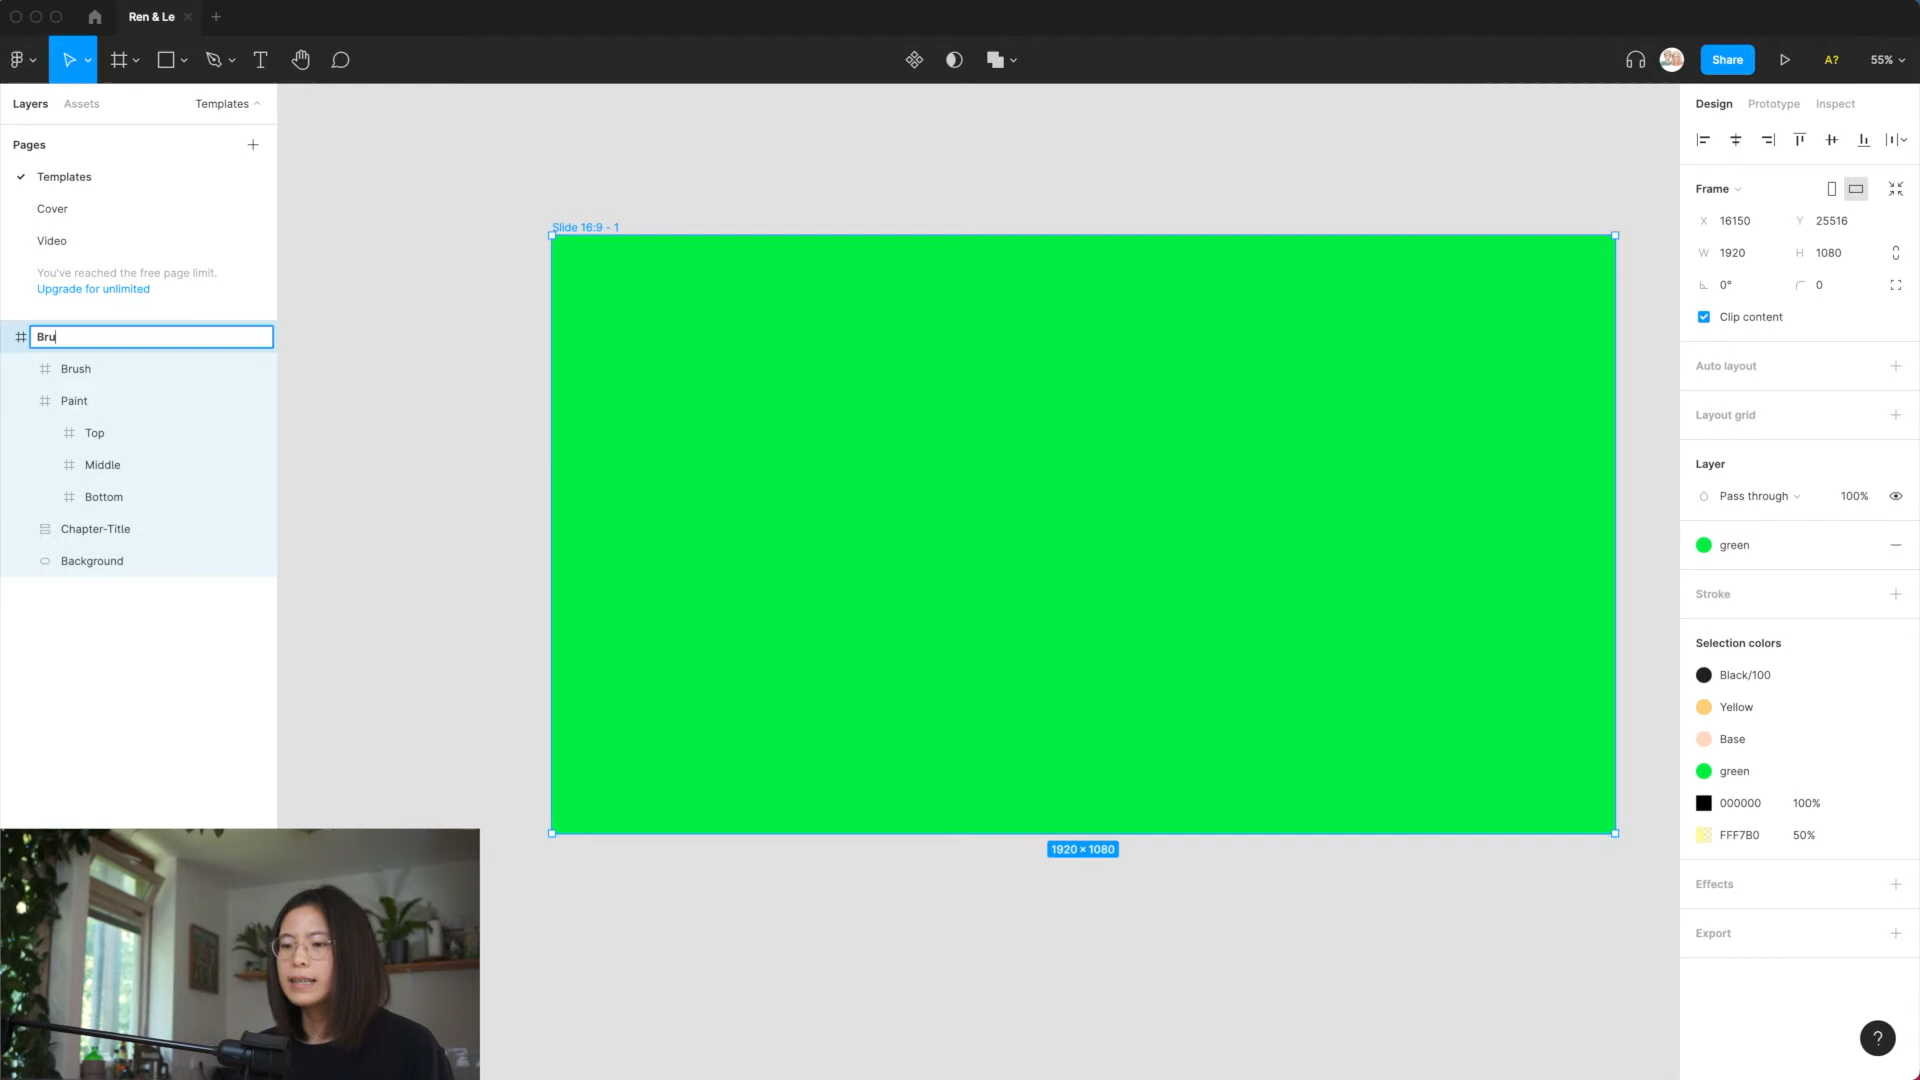 Ren & Le
Share
A?
55%
Layers
Assets
Templates
Pages
Templates
Cover
Video
You've reached the free page limit.
Upgrade for unlimited
Bru
Brush
Paint
Top
Middle
Bottom
Chapter-Title
Background
Slide 16:9 - 1
1920 × 1080
Design
Prototype
Inspect
Frame
X 16150
Y 25516
W 1920
H 1080
0°
0
Clip content
Auto layout
Layout grid
Layer
Pass through
100%
green
Stroke
Selection colors
Black/100
Yellow
Base
green
000000 100%
FFF7B0 50%
Effects
Export
?